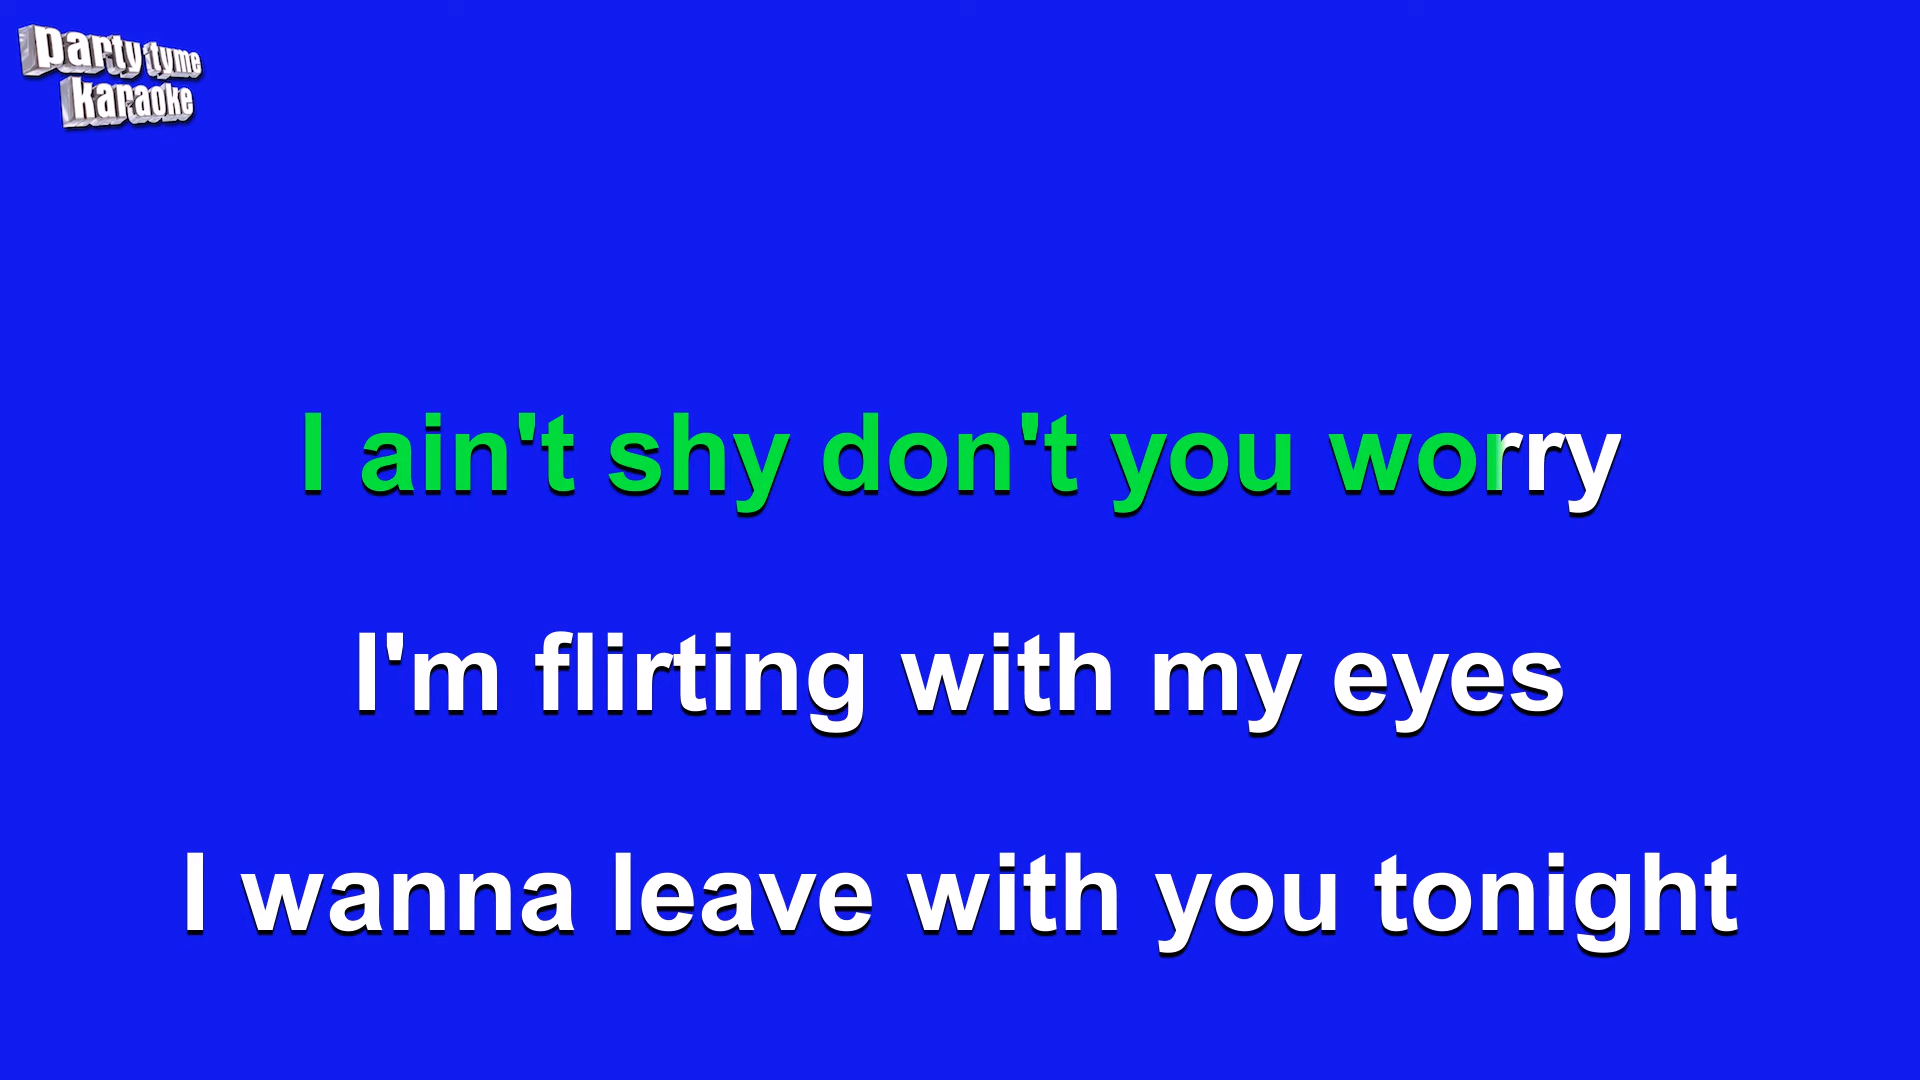 party tyme
karaoke
I ain't shy don't you worry
I'm flirting with my eyes
I wanna leave with you tonight